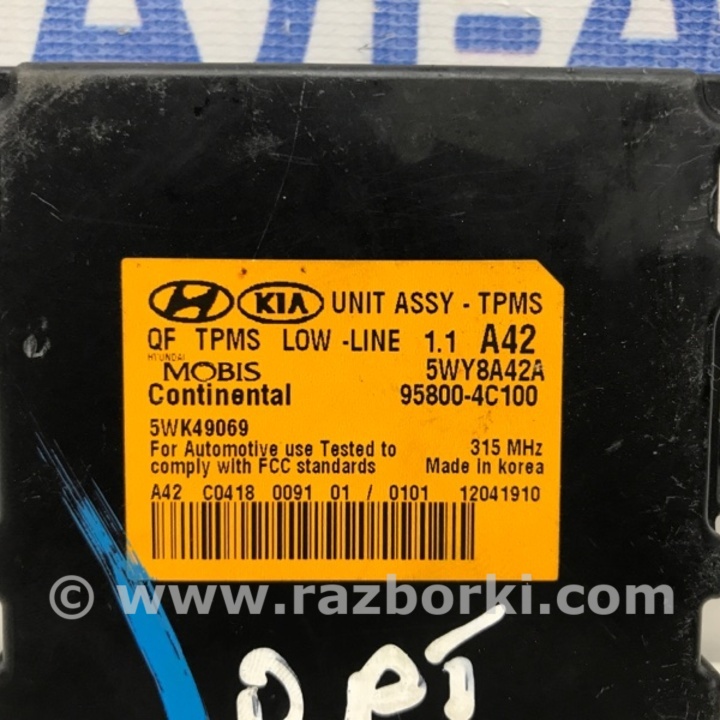 KIA UNIT ASSY - TPMS
QF TPMS LOW -LINE 1.1 A42
HYUNDAI
MOBIS 5WY8A42A
Continental 95800-4C100
5WK49069
For Automotive use Tested to 315 MHz
comply with FCC standards Made in korea
A42 C0418 0091 01 / 0101 12041910
© www.razborki.com